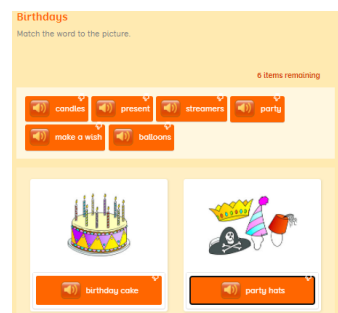 Birthdays
Match the word to the picture.
6 items remaining
candles present streamers party
make a wish balloons
birthday cake party hats